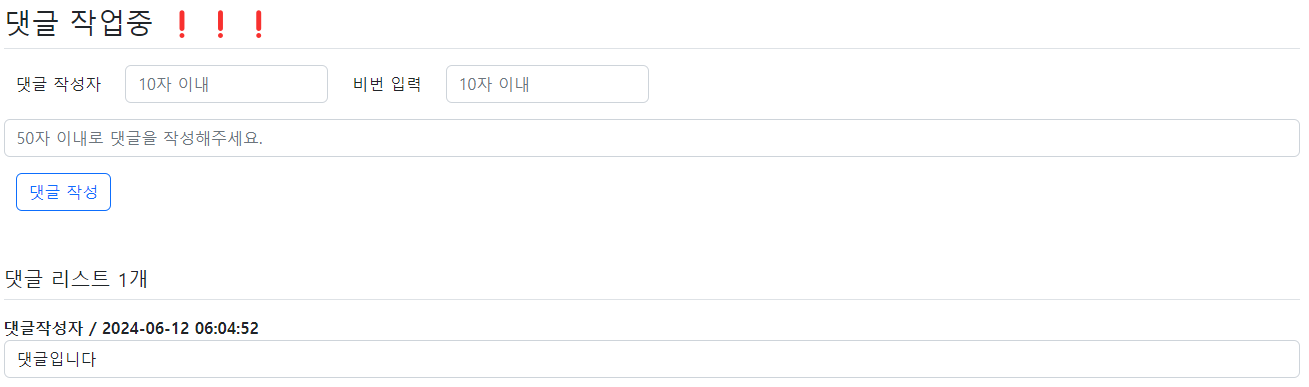 댓글 작업중 ❗ ❗ ❗
댓글 작성자 10자 이내 비번 입력 10자 이내
50자 이내로 댓글을 작성해주세요.
댓글 작성
댓글 리스트 1개
댓글작성자 / 2024-06-12 06:04:52
댓글입니다